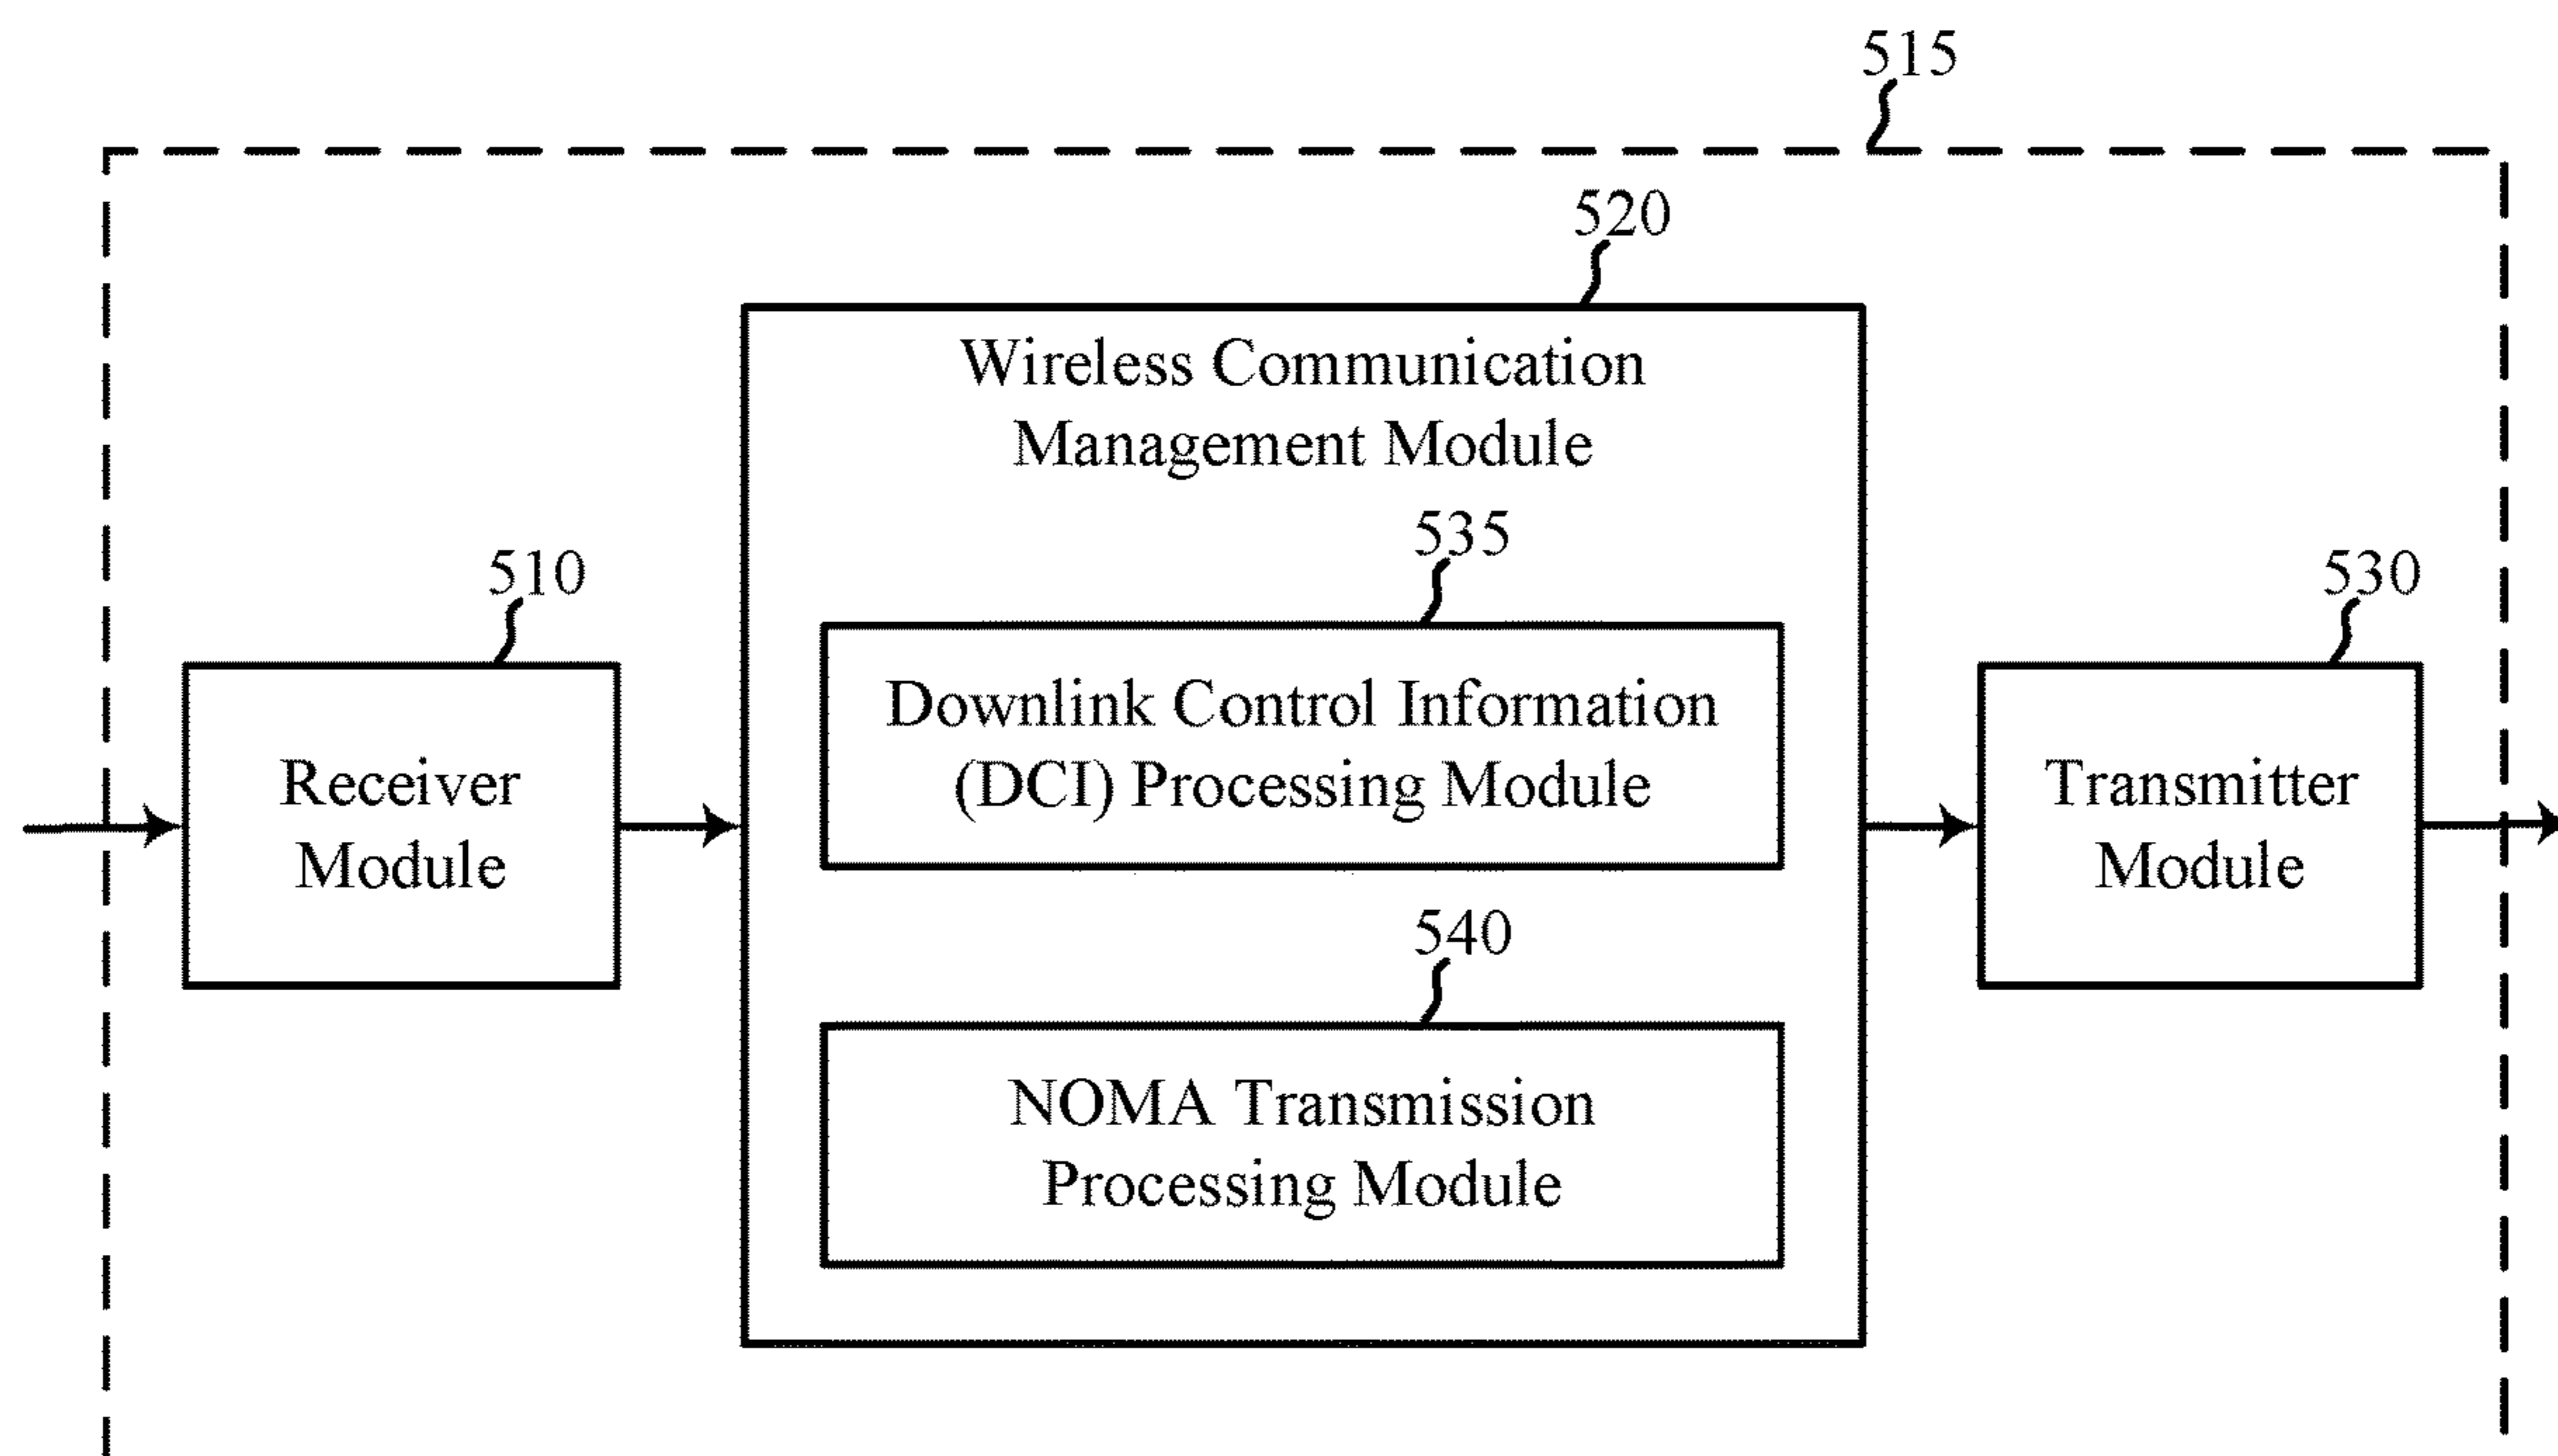 515
520
Wireless Communication
Management Module
510
535
530
Receiver
Module
Downlink Control Information
(DCI) Processing Module
Transmitter
Module
540
NOMA Transmission
Processing Module